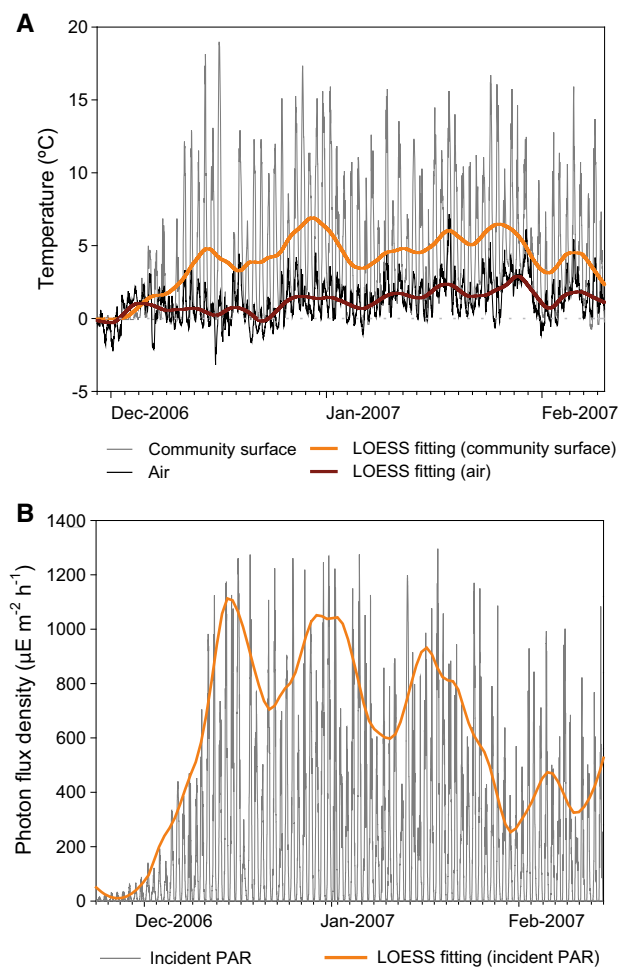 A
Temperature (ºC)
20
15
10
5
0
-5
Dec-2006 Jan-2007 Feb-2007
Community surface LOESS fitting (community surface)
Air LOESS fitting (air)
B
Photon flux density (µE m⁻² h⁻¹)
1400
1200
1000
800
600
400
200
0
Dec-2006 Jan-2007 Feb-2007
Incident PAR LOESS fitting (incident PAR)